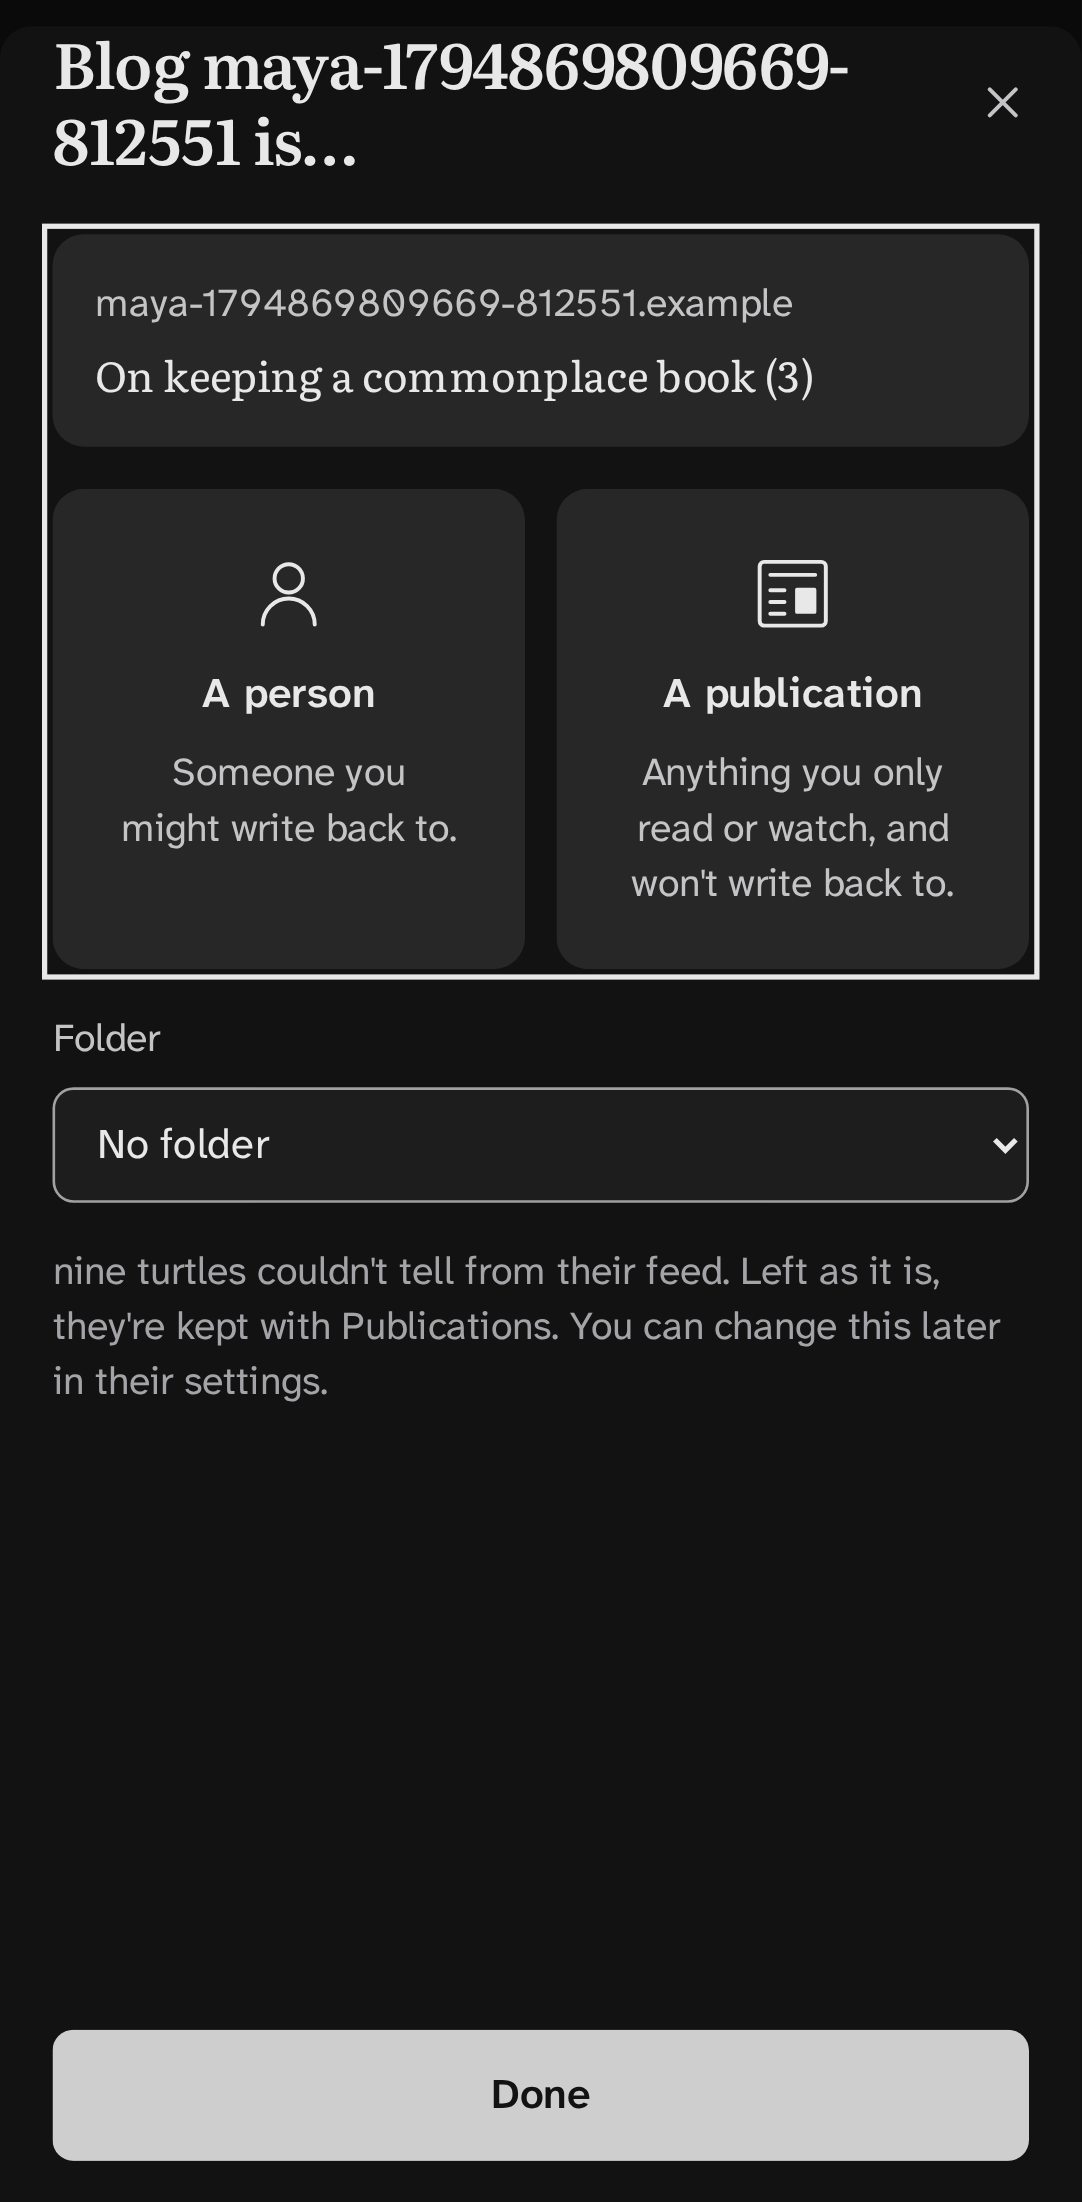 Blog maya-1794869809669-
812551 is...
maya-1794869809669-812551.example
On keeping a commonplace book (3)
A person
Someone you
might write back to.
A publication
Anything you only
read or watch, and
won't write back to.
Folder
No folder
nine turtles couldn't tell from their feed. Left as it is,
they're kept with Publications. You can change this later
in their settings.
Done